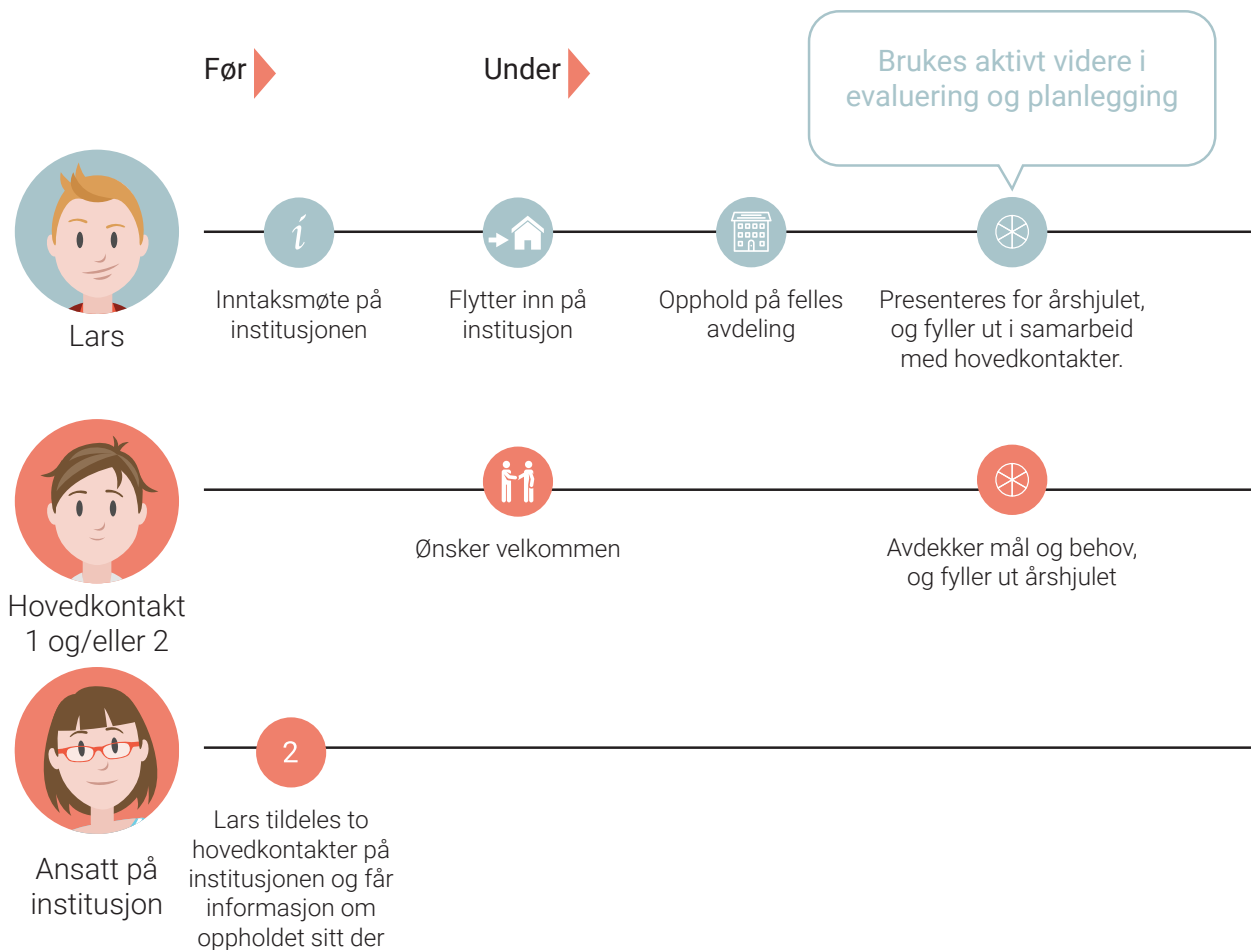 Før
Under
Brukes aktivt videre i
evaluering og planlegging
i
Inntaksmøte på
institusjonen
Flytter inn på
institusjon
Opphold på felles
avdeling
Presenteres for årshjulet,
og fyller ut i samarbeid
med hovedkontakter.
Lars
Ønsker velkommen
Avdekker mål og behov,
og fyller ut årshjulet
Hovedkontakt
1 og/eller 2
2
Lars tildeles to
hovedkontakter på
institusjonen og får
informasjon om
oppholdet sitt der
Ansatt på
institusjon